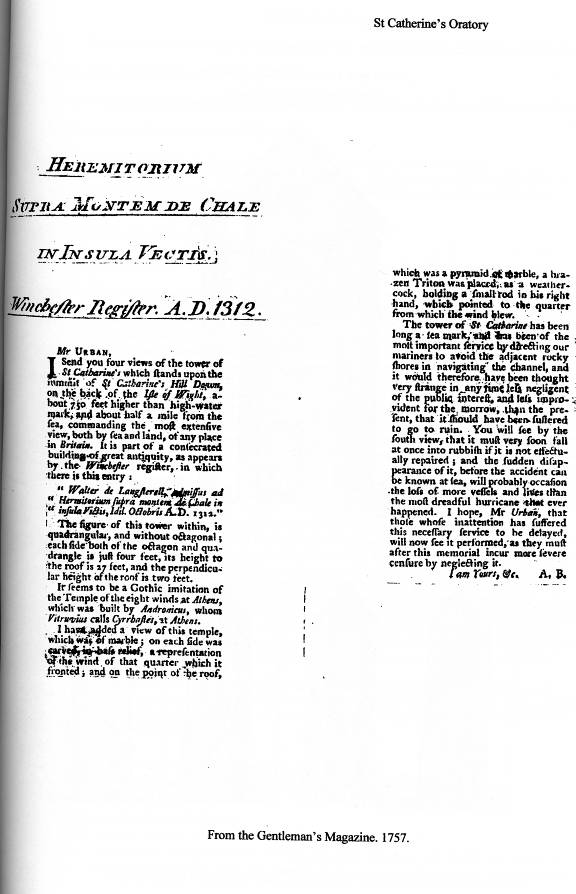 St Catherine's Oratory
HEREMITORIUM
SUPRA MONTEM DE CHALE
IN INSULA VECTIS.
Winchester Register. A.D. 1312.
Mr URBAN,
I Send you four views of the tower of
St Catharine's which stands upon the
summit of St Catharine's Hill Down,
on the back of the Isle of Wight, a-
bout 750 feet higher than high-water
mark, and about half a mile from the
sea, commanding the most extensive
view, both by sea and land, of any place
in Britain. It is part of a consecrated
building of great antiquity, as appears
by the Winchester register, in which
there is this entry:
" Walter de Langstrell, admissus ad
" Hermitorium supra montem de Chale in
" insula Victis, Idil. Octobris A.D. 1312."
The figure of this tower within, is
quadrangular, and without octagonal;
each side both of the octagon and qua-
drangle is just four feet, its height to
the roof is 27 feet, and the perpendicu-
lar height of the roof is two feet.
It seems to be a Gothic imitation of
the Temple of the eight winds at Athens,
which was built by Andronicus, whom
Vitruvius calls Cyrrhastes, at Athens.
I have added a view of this temple,
which was of marble; on each side was
carved, in bass relief, a representation
of the wind of that quarter which it
fronted; and on the point of the roof,
which was a pyramid of marble, a bra-
zen Triton was placed, as a weather-
cock, holding a small rod in his right
hand, which pointed to the quarter
from which the wind blew.
The tower of St Catharine has been
long a sea mark, and has been of the
most important service by directing our
mariners to avoid the adjacent rocky
shores in navigating the channel, and
it would therefore have been thought
very strange in any time less negligent
of the public interest, and less impro-
vident for the morrow, than the pre-
sent, that it should have been suffered
to go to ruin. You will see by the
south view, that it must very soon fall
at once into rubbish if it is not effectu-
ally repaired; and the sudden disap-
pearance of it, before the accident can
be known at sea, will probably occasion
the loss of more vessels and lives than
the most dreadful hurricane that ever
happened. I hope, Mr Urban, that
those whose inattention has suffered
this necessary service to be delayed,
will now see it performed, as they must
after this memorial incur more severe
censure by neglecting it.
I am Yours, &c. A. B.
From the Gentleman's Magazine. 1757.